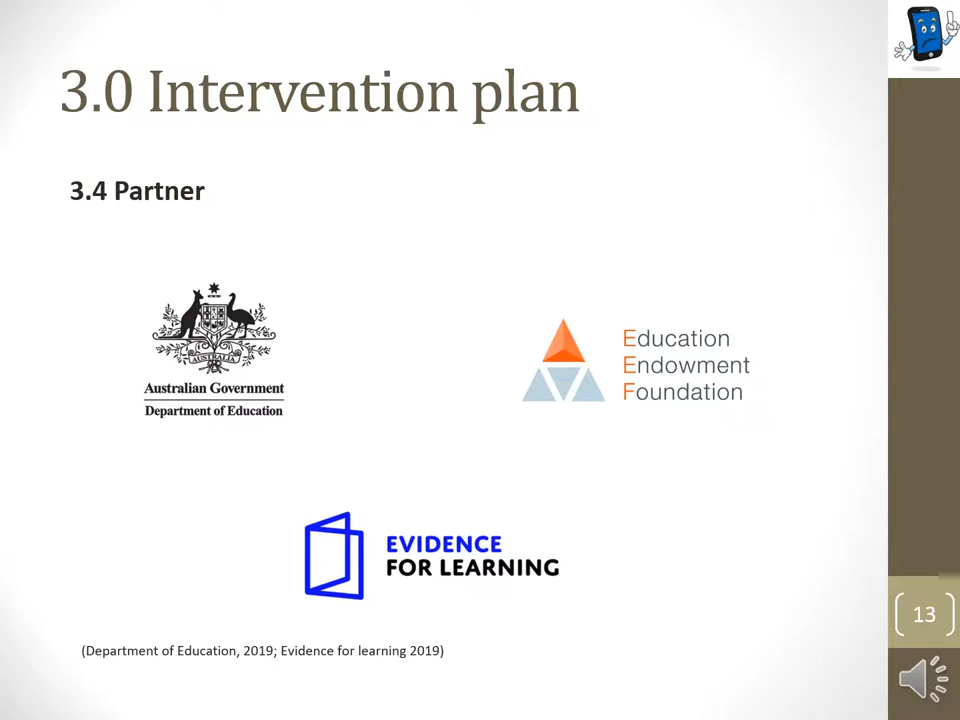 3.0 Intervention plan
3.4 Partner
AUSTRALIA
Australian Government
Department of Education
Education
Endowment
Foundation
EVIDENCE
FOR LEARNING
(Department of Education, 2019; Evidence for learning 2019)
13